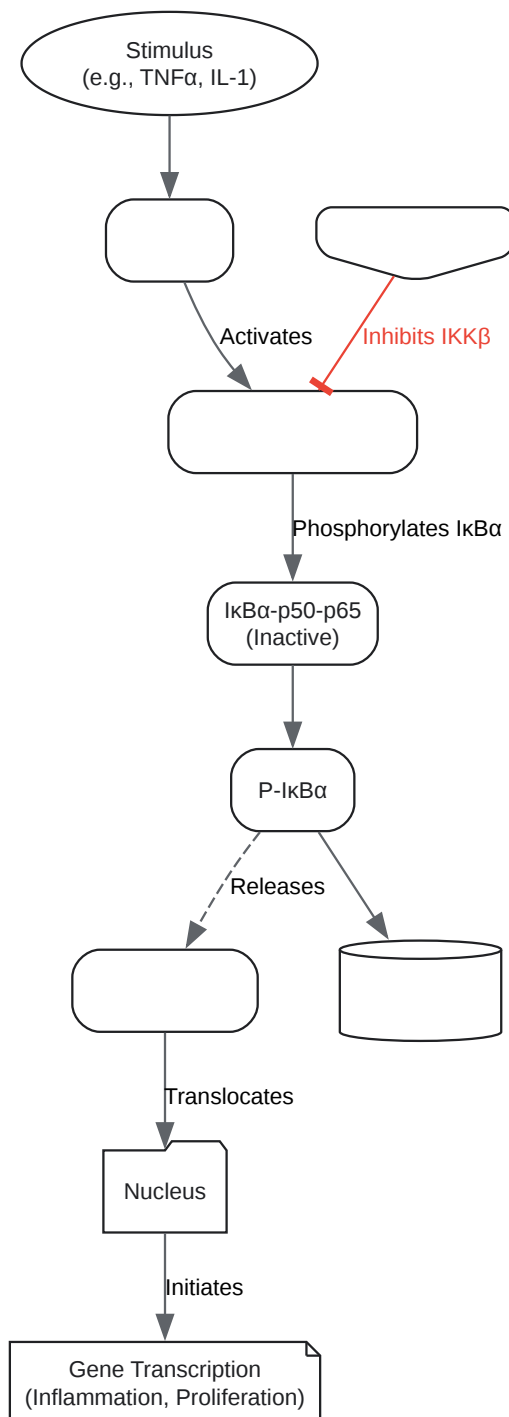 Stimulus
(e.g., TNFα, IL-1)
Activates
Inhibits IKKβ
Phosphorylates IκBα
IκBα-p50-p65
(Inactive)
P-IκBα
Releases
Translocates
Nucleus
Initiates
Gene Transcription
(Inflammation, Proliferation)